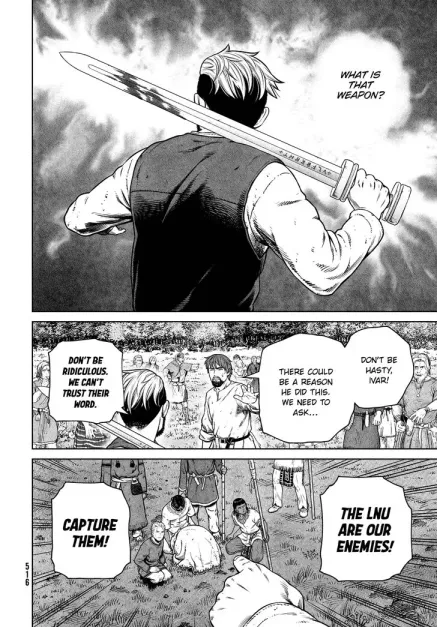 WHAT IS
THAT
WEAPON?
DON'T BE
HASTY,
IVAR!
THERE COULD
BE A REASON
HE DID THIS.
WE NEED TO
ASK...
DON'T BE
RIDICULOUS.
WE CAN'T
TRUST THEIR
WORD.
THE LNU
ARE OUR
ENEMIES!
CAPTURE
THEM!
516